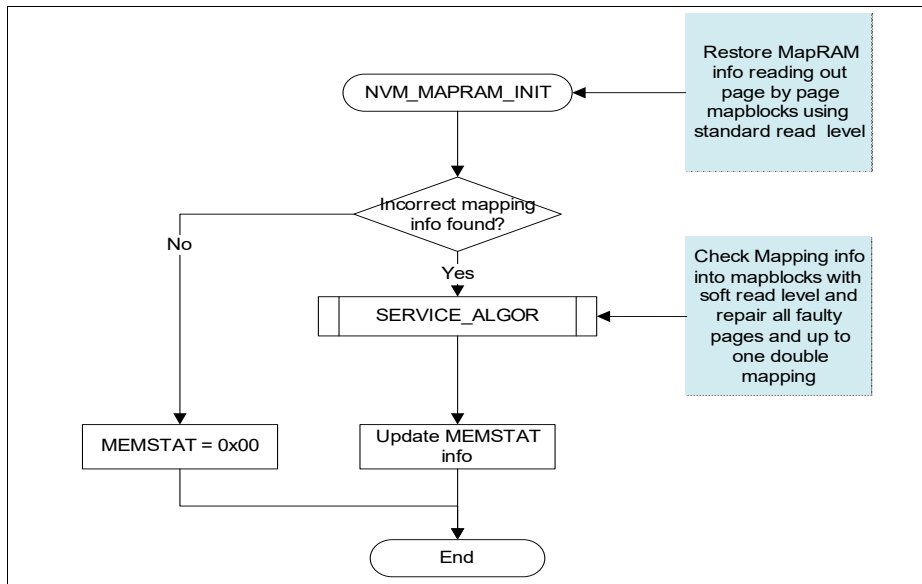 Restore MapRAM
info reading out
page by page
mapblocks using
standard read level
NVM_MAPRAM_INIT
Incorrect mapping
info found?
No
Yes
Check Mapping info
into mapblocks with
soft read level and
repair all faulty
pages and up to
one double
mapping
SERVICE_ALGOR
MEMSTAT = 0x00
Update MEMSTAT
info
End